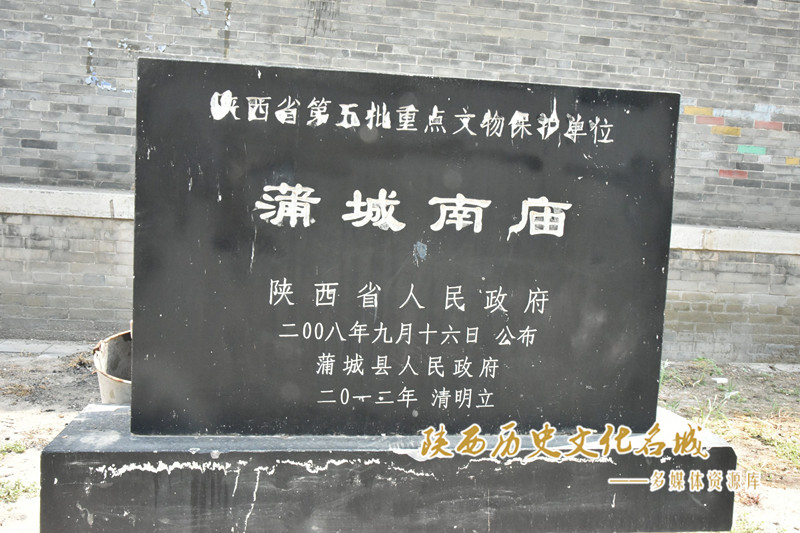 陕西省第五批重点文物保护单位
蒲城南庙
陕西省人民政府
二00八年九月十六日 公布
蒲城县人民政府
二0一二年 清明立
陕西历史文化名城
——多媒体资源库